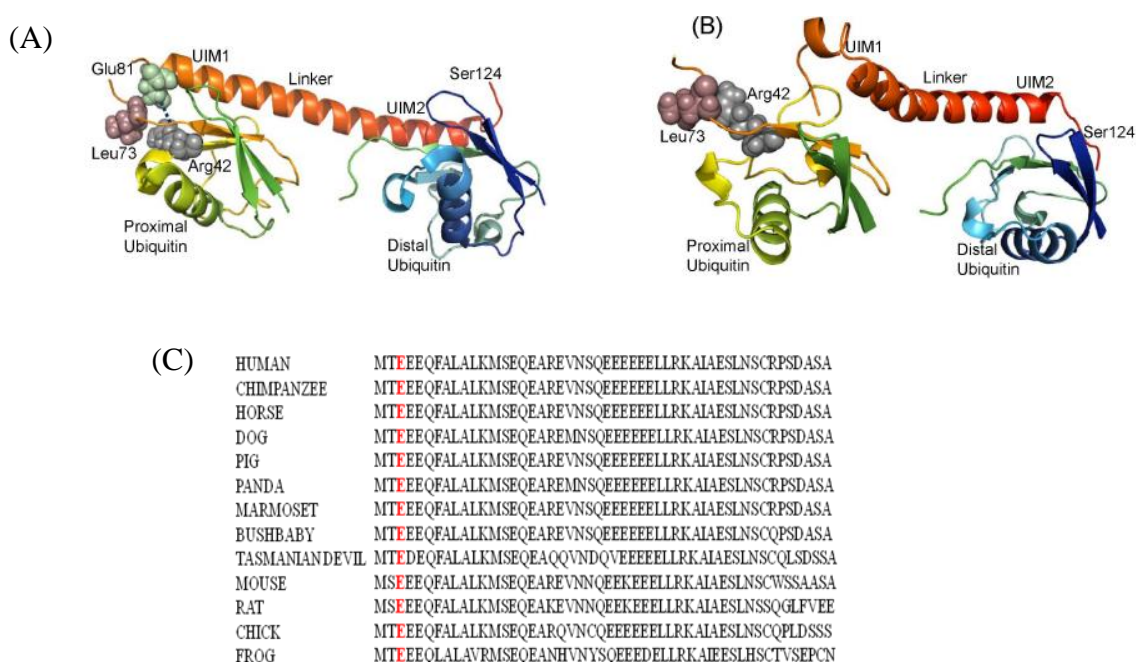 (A)
UIM1
Glu81
Linker
Ser124
UIM2
Leu73
Arg42
Proximal
Ubiquitin
Distal
Ubiquitin
(B)
UIM1
Linker
UIM2
Arg42
Leu73
Ser124
Proximal
Ubiquitin
Distal
Ubiquitin
(C)
HUMAN MTEEEQFALALKMSEQEAREVNSQEEEEEELLRKAIAESLNSCRPSDASA
CHIMPANZEE MTEEEQFALALKMSEQEAREVNSQEEEEEELLRKAIAESLNSCRPSDASA
HORSE MTEEEQFALALKMSEQEAREVNSQEEEEEELLRKAIAESLNSCRPSDASA
DOG MTEEEQFALALKMSEQEAREMNSQEEEEEELLRKAIAESLNSCRPSDASA
PIG MTEEEQFALALKMSEQEAREVNSQEEEEEELLRKAIAESLNSCRPSDASA
PANDA MTEEEQFALALKMSEQEAREMNSQEEEEEELLRKAIAESLNSCRPSDASA
MARMOSET MTEEEQFALALKMSEQEAREVNSQEEEEEELLRKAIAESLNSCRPSDASA
BUSHBABY MTEEEQFALALKMSEQEAREVNSQEEEEEELLRKAIAESLNSCQPSDASA
TASMANIAN DEVIL MTEDEQFALALKMSEQEAQQVNDQVEEEEELLRKAIAESLNSCQLSDSSA
MOUSE MSEEEQFALALKMSEQEAREVNNQEEKEEELLRKAIAESLNSCWSSAASA
RAT MSEEEQFALALKMSEQEAKEVNNQEEKEEELLRKAIAESLNSSQGLFVEE
CHICK MTEEEQFALALKMSEQEARQVNCQEEEEEELLRKAIAESLNSCQPLDSSS
FROG MTEEEQLALAVRMSEQEANHVNYSQEEEDELLRKAIEESLHSCTVSEPCN